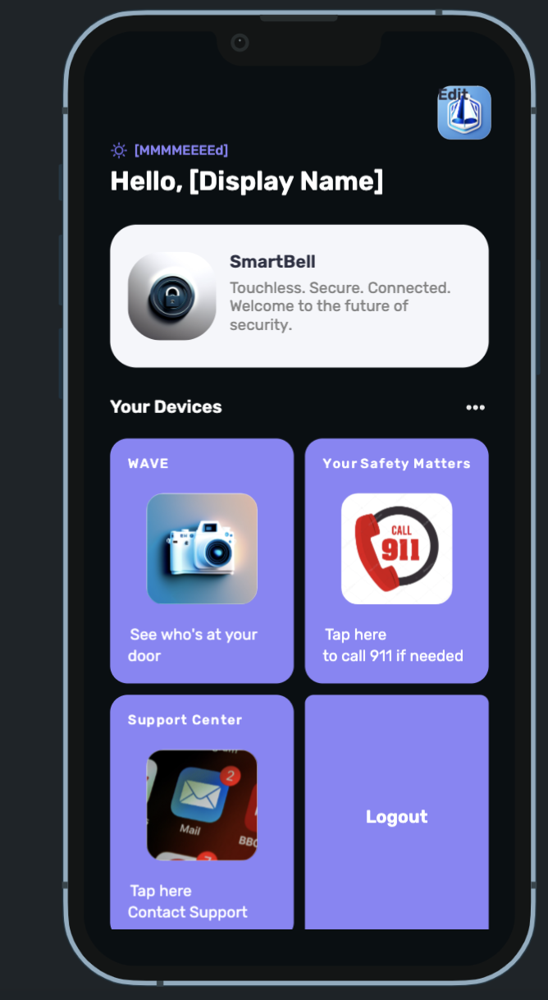 Edit
[MMMMEEEEd]
Hello, [Display Name]
SmartBell
Touchless. Secure. Connected.
Welcome to the future of
security.
Your Devices
WAVE
Your Safety Matters
CALL
911
See who's at your
door
Tap here
to call 911 if needed
Support Center
2
Mail
BBC
7
Logout
Tap here
Contact Support